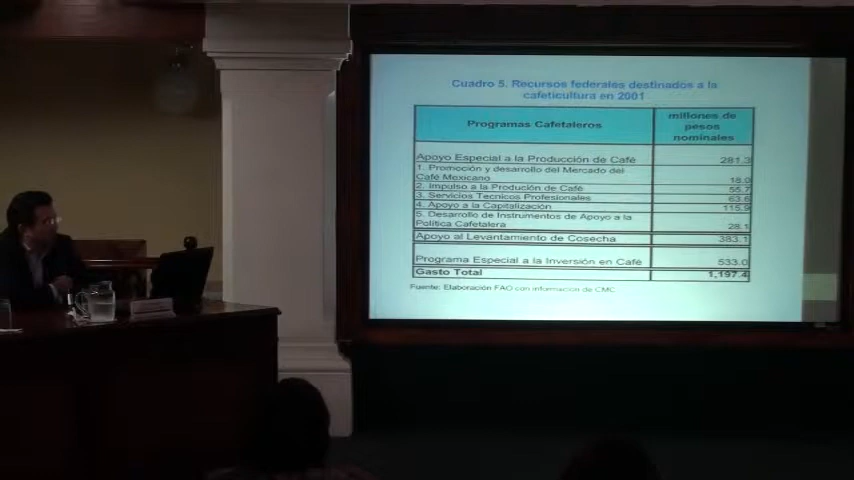 Cuadro 5. Recursos federales destinados a la
cafeticultura en 2001
Programas Cafetaleros
millones de
pesos
nominales
Apoyo Especial a la Producción de Café 281.3
1. Promoción y desarrollo del Mercado del
Café Mexicano 18.0
2. Impulso a la Produción de Café 55.7
3. Servicios Tecnicos Profesionales 63.6
4. Apoyo a la Capitalización 115.9
5. Desarrollo de Instrumentos de Apoyo a la
Política Cafetalera 28.1
Apoyo al Levantamiento de Cosecha 383.1
Programa Especial a la Inversión en Café 533.0
Gasto Total 1,197.4
Fuente: Elaboración FAO con información de CMC